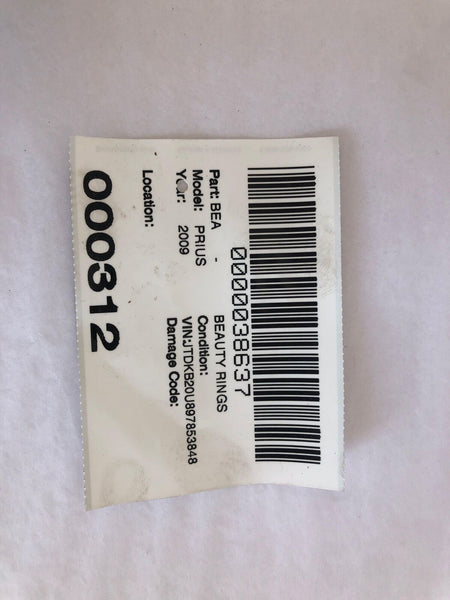 0000038637
Part: BEA - BEAUTY RINGS
Model: PRIUS Condition:
Year: 2009 VIN:JTDKB20U897853848
Damage Code:
Location:
000312